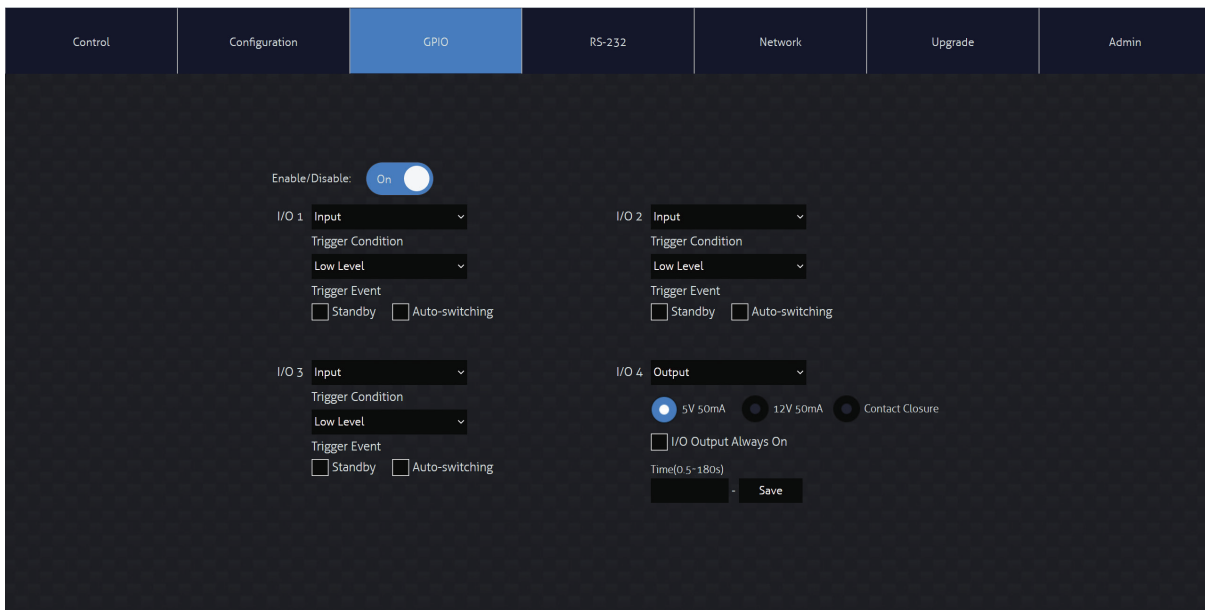 Control Configuration GPIO RS-232 Network Upgrade Admin
Enable/Disable: On
I/O 1 Input
Trigger Condition
Low Level
Trigger Event
Standby Auto-switching
I/O 2 Input
Trigger Condition
Low Level
Trigger Event
Standby Auto-switching
I/O 3 Input
Trigger Condition
Low Level
Trigger Event
Standby Auto-switching
I/O 4 Output
5V 50mA 12V 50mA Contact Closure
I/O Output Always On
Time(0.5~180s)
- Save